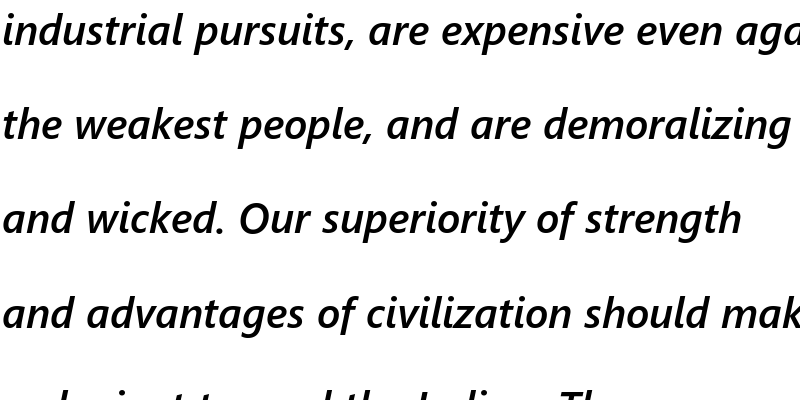 industrial pursuits, are expensive even aga
the weakest people, and are demoralizing
and wicked. Our superiority of strength
and advantages of civilization should mak